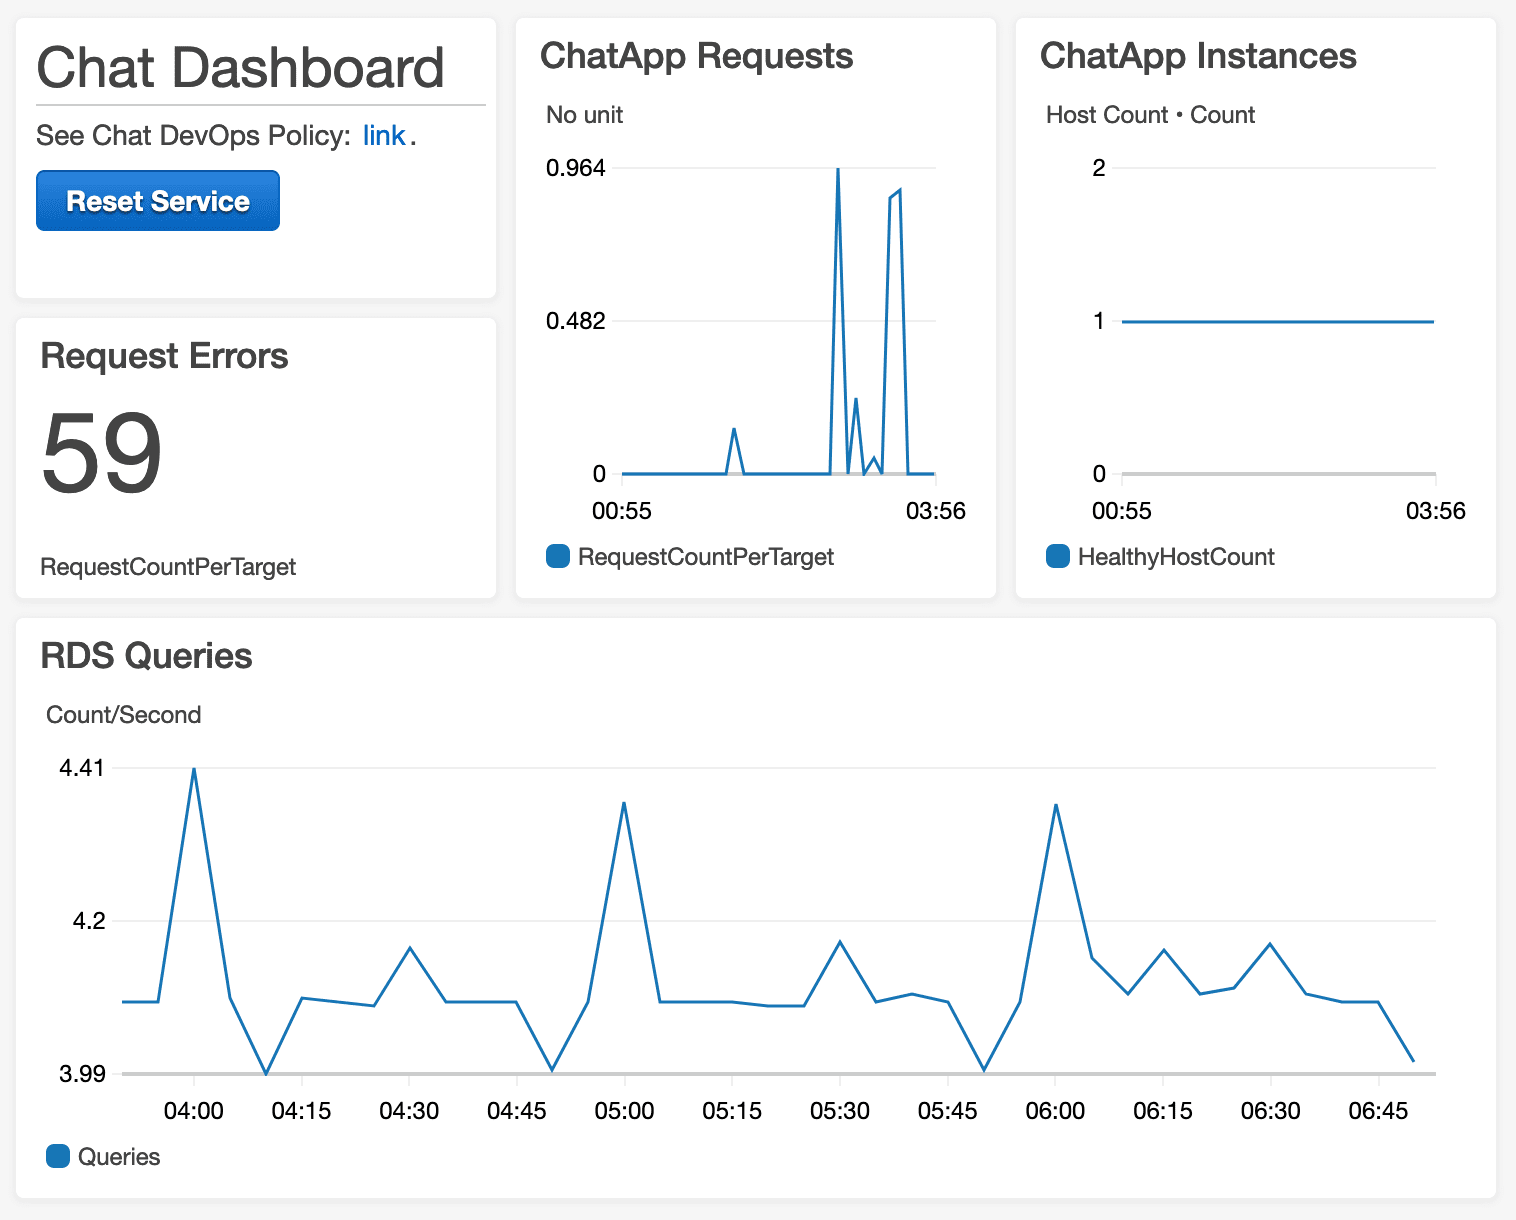 Chat Dashboard
See Chat DevOps Policy: link.
Reset Service
Request Errors
59
RequestCountPerTarget
ChatApp Requests
No unit
0.964
0.482
0
00:55 03:56
RequestCountPerTarget
ChatApp Instances
Host Count • Count
2
1
0
00:55 03:56
HealthyHostCount
RDS Queries
Count/Second
4.41
4.2
3.99
04:00 04:15 04:30 04:45 05:00 05:15 05:30 05:45 06:00 06:15 06:30 06:45
Queries